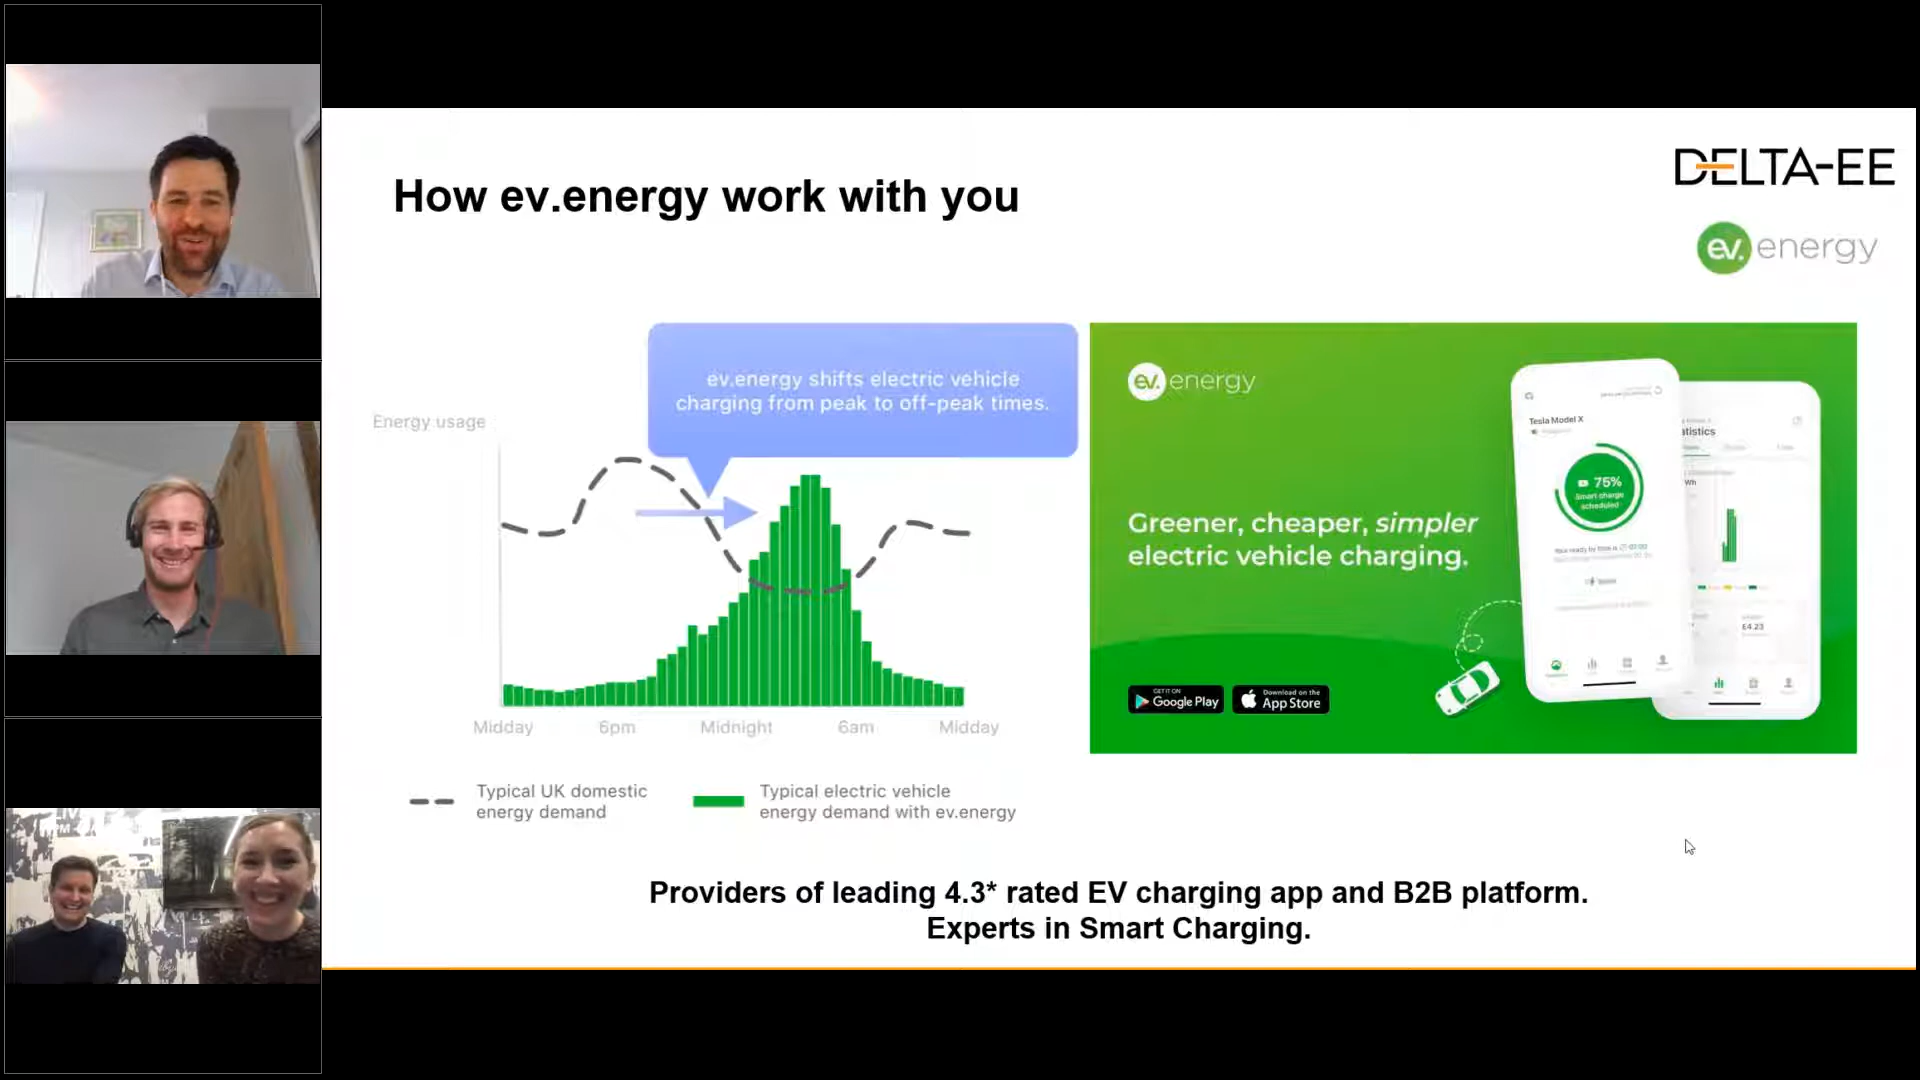 How ev.energy work with you
DELTA-EE
ev.energy
ev.energy shifts electric vehicle
charging from peak to off-peak times.
Energy usage
Midday
6pm
Midnight
6am
Midday
Typical UK domestic
energy demand
Typical electric vehicle
energy demand with ev.energy
ev.energy
Greener, cheaper, simpler
electric vehicle charging.
GET IT ON
Google Play
Download on the
App Store
Tesla Model X
75%
Smart charge
scheduled
£4.23
Providers of leading 4.3* rated EV charging app and B2B platform.
Experts in Smart Charging.